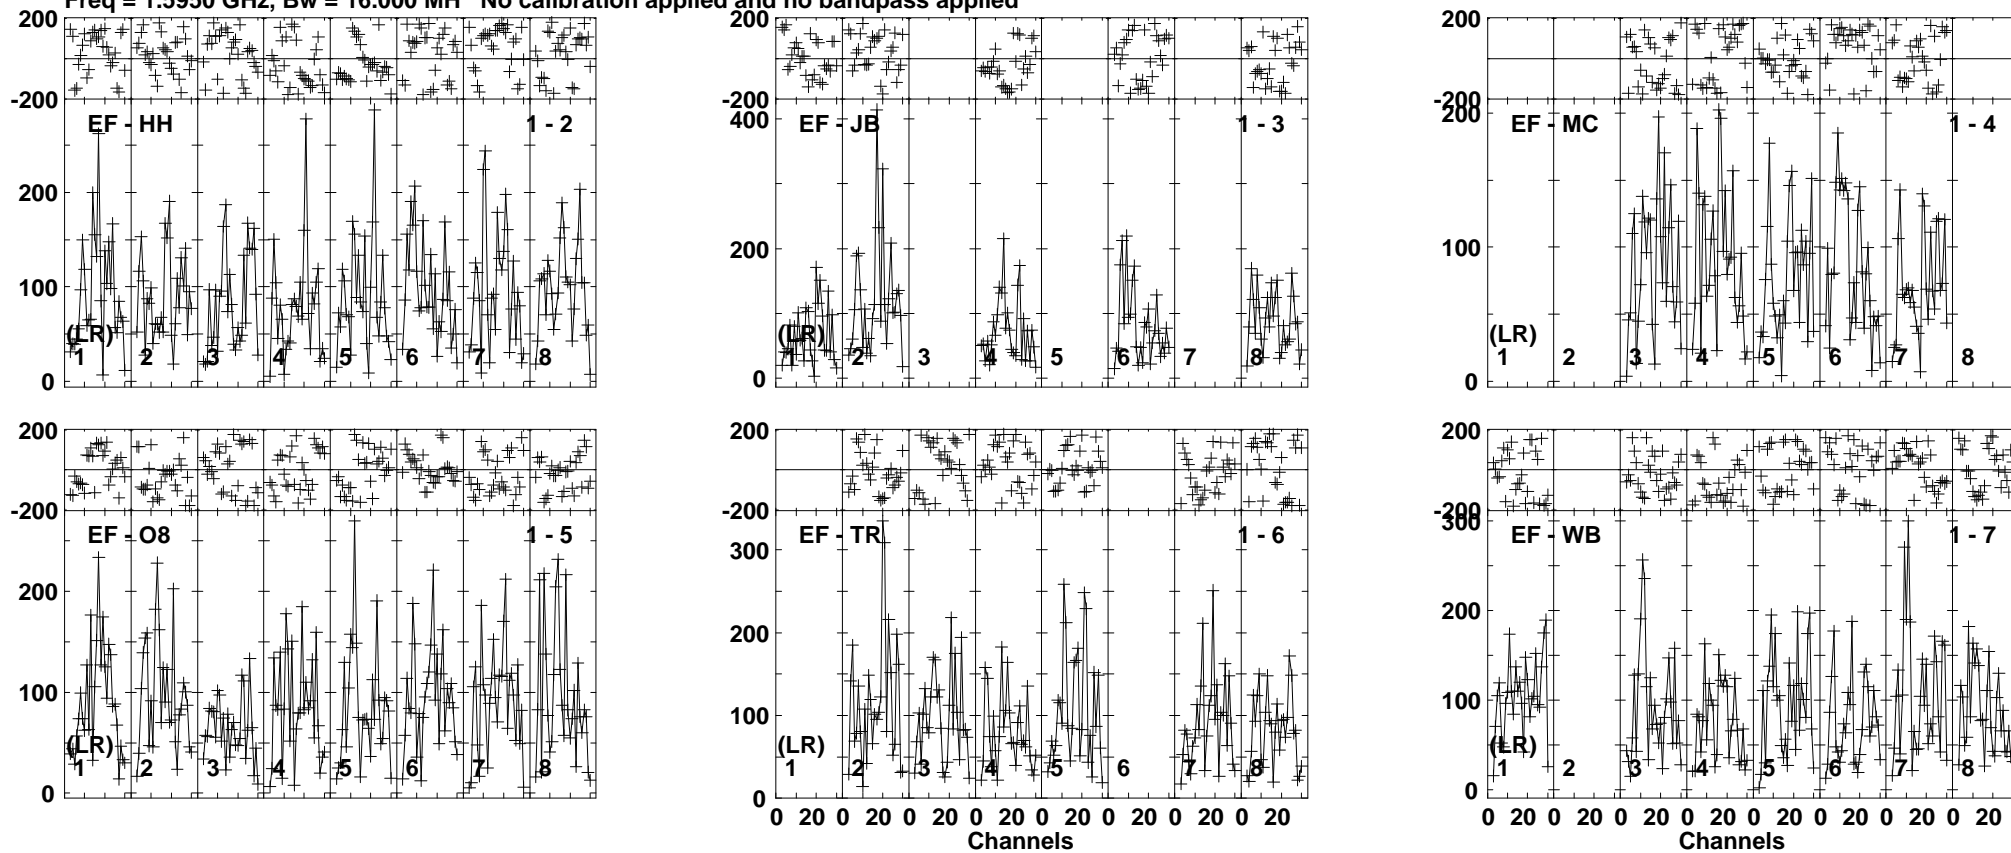 Freq = 1.5950 GHz, Bw = 16.000 MH   No calibration applied and no bandpass applied
200
-200
EF - HH
1 - 2
200
100
0
(LR)
1 2 3 4 5 6 7 8
200
-200
EF - JB
1 - 3
400
200
0
(LR)
1 2 3 4 5 6 7 8
200
-200
EF - MC
1 - 4
200
100
0
(LR)
1 2 3 4 5 6 7 8
200
-200
EF - O8
1 - 5
200
100
0
(LR)
1 2 3 4 5 6 7 8
200
-200
EF - TR
1 - 6
300
200
100
0
(LR)
1 2 3 4 5 6 7 8
0 20 0 20 0 20 0 20 0 20 0 20 0 20 0 20
Channels
200
-200
EF - WB
1 - 7
300
200
100
0
(LR)
1 2 3 4 5 6 7 8
0 20 0 20 0 20 0 20 0 20 0 20 0 20 0 20
Channels